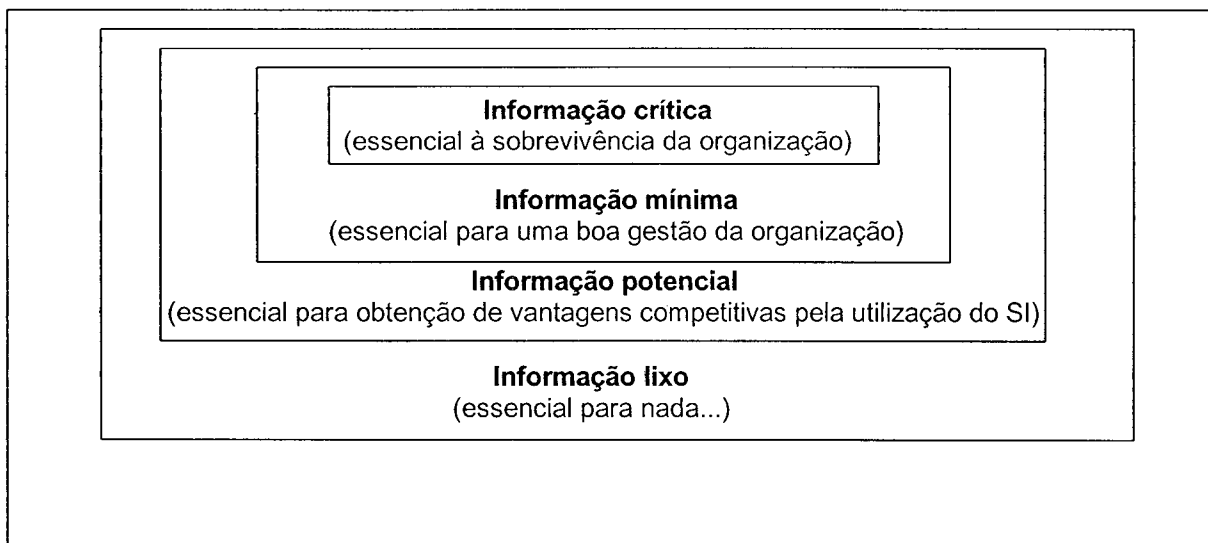 Informação crítica
(essencial à sobrevivência da organização)
Informação mínima
(essencial para uma boa gestão da organização)
Informação potencial
(essencial para obtenção de vantagens competitivas pela utilização do SI)
Informação lixo
(essencial para nada...)